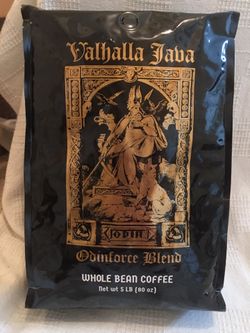 Valhalla Java
ODIN
Odinforce Blend
WHOLE BEAN COFFEE
Net wt 5 LB (80 oz)